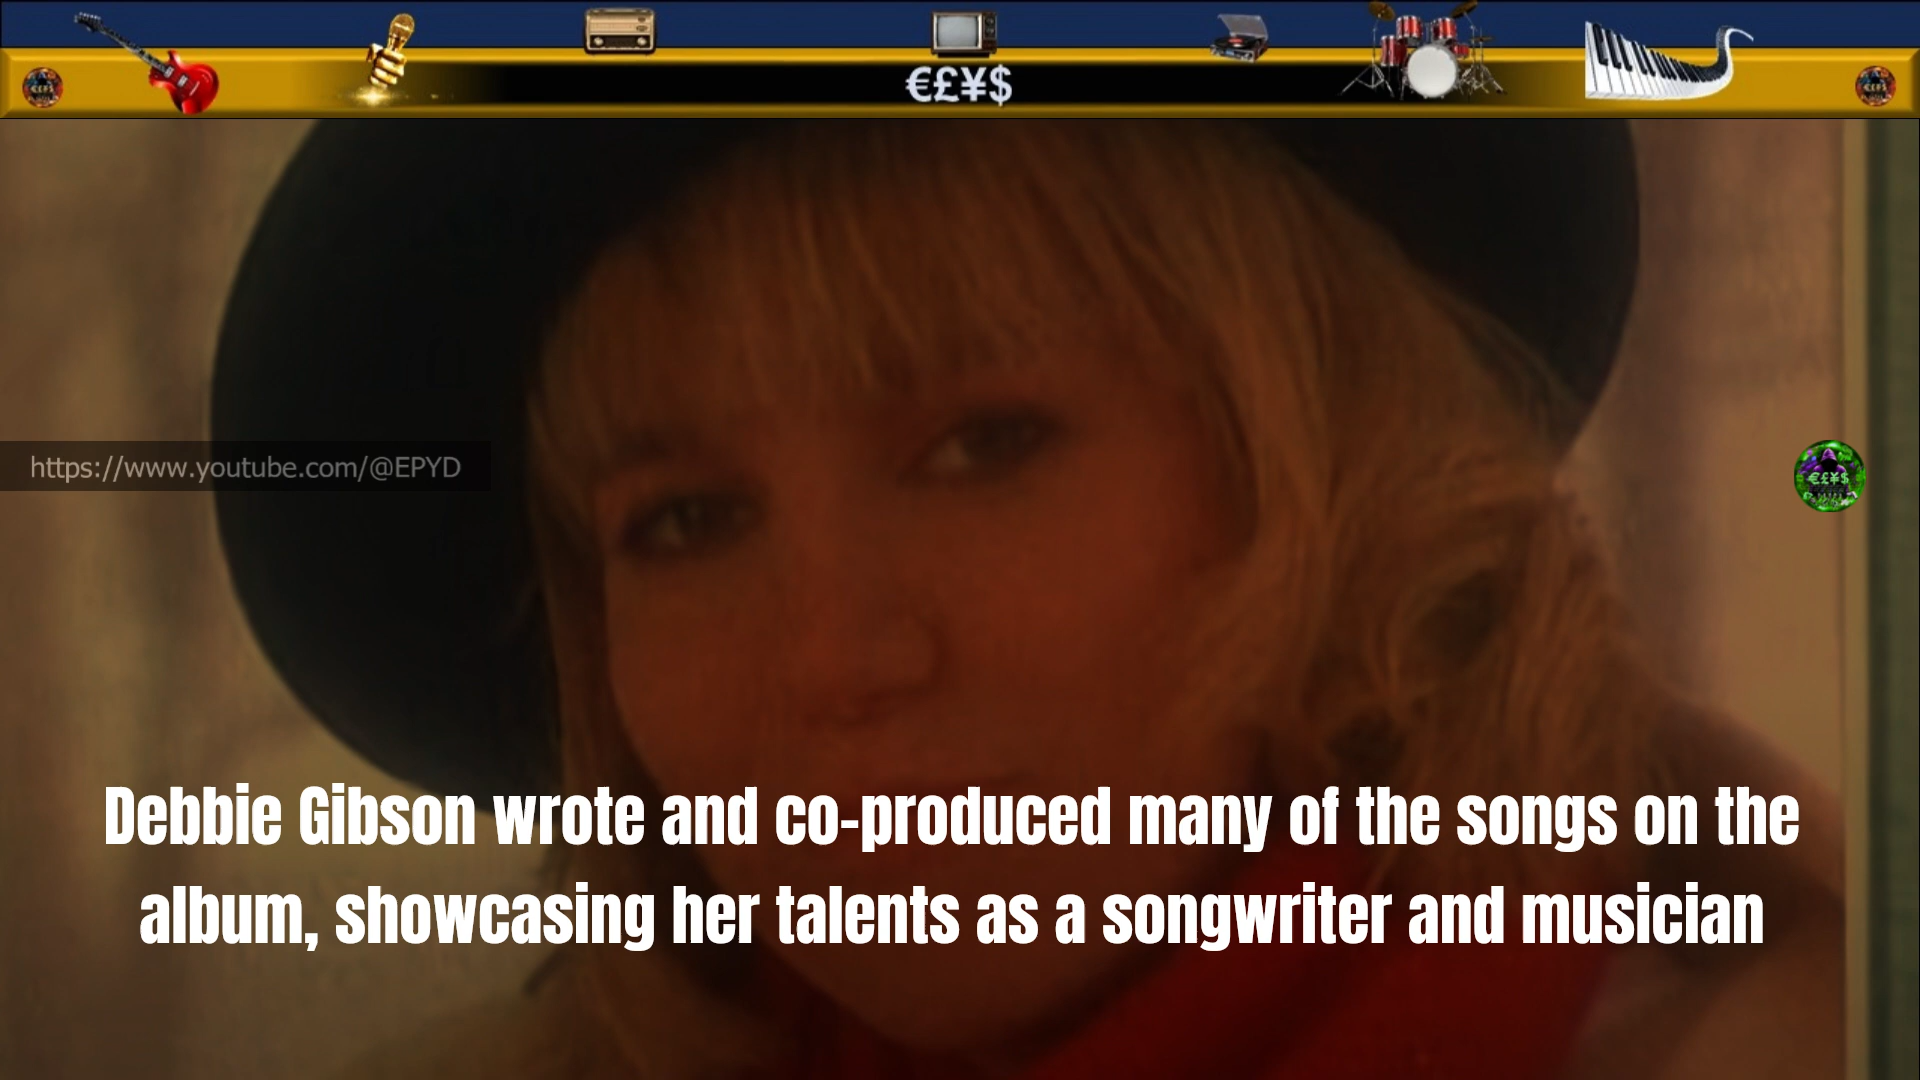 €£¥$
https://www.youtube.com/@EPYD
€£¥$
Debbie Gibson wrote and co-produced many of the songs on the
album, showcasing her talents as a songwriter and musician